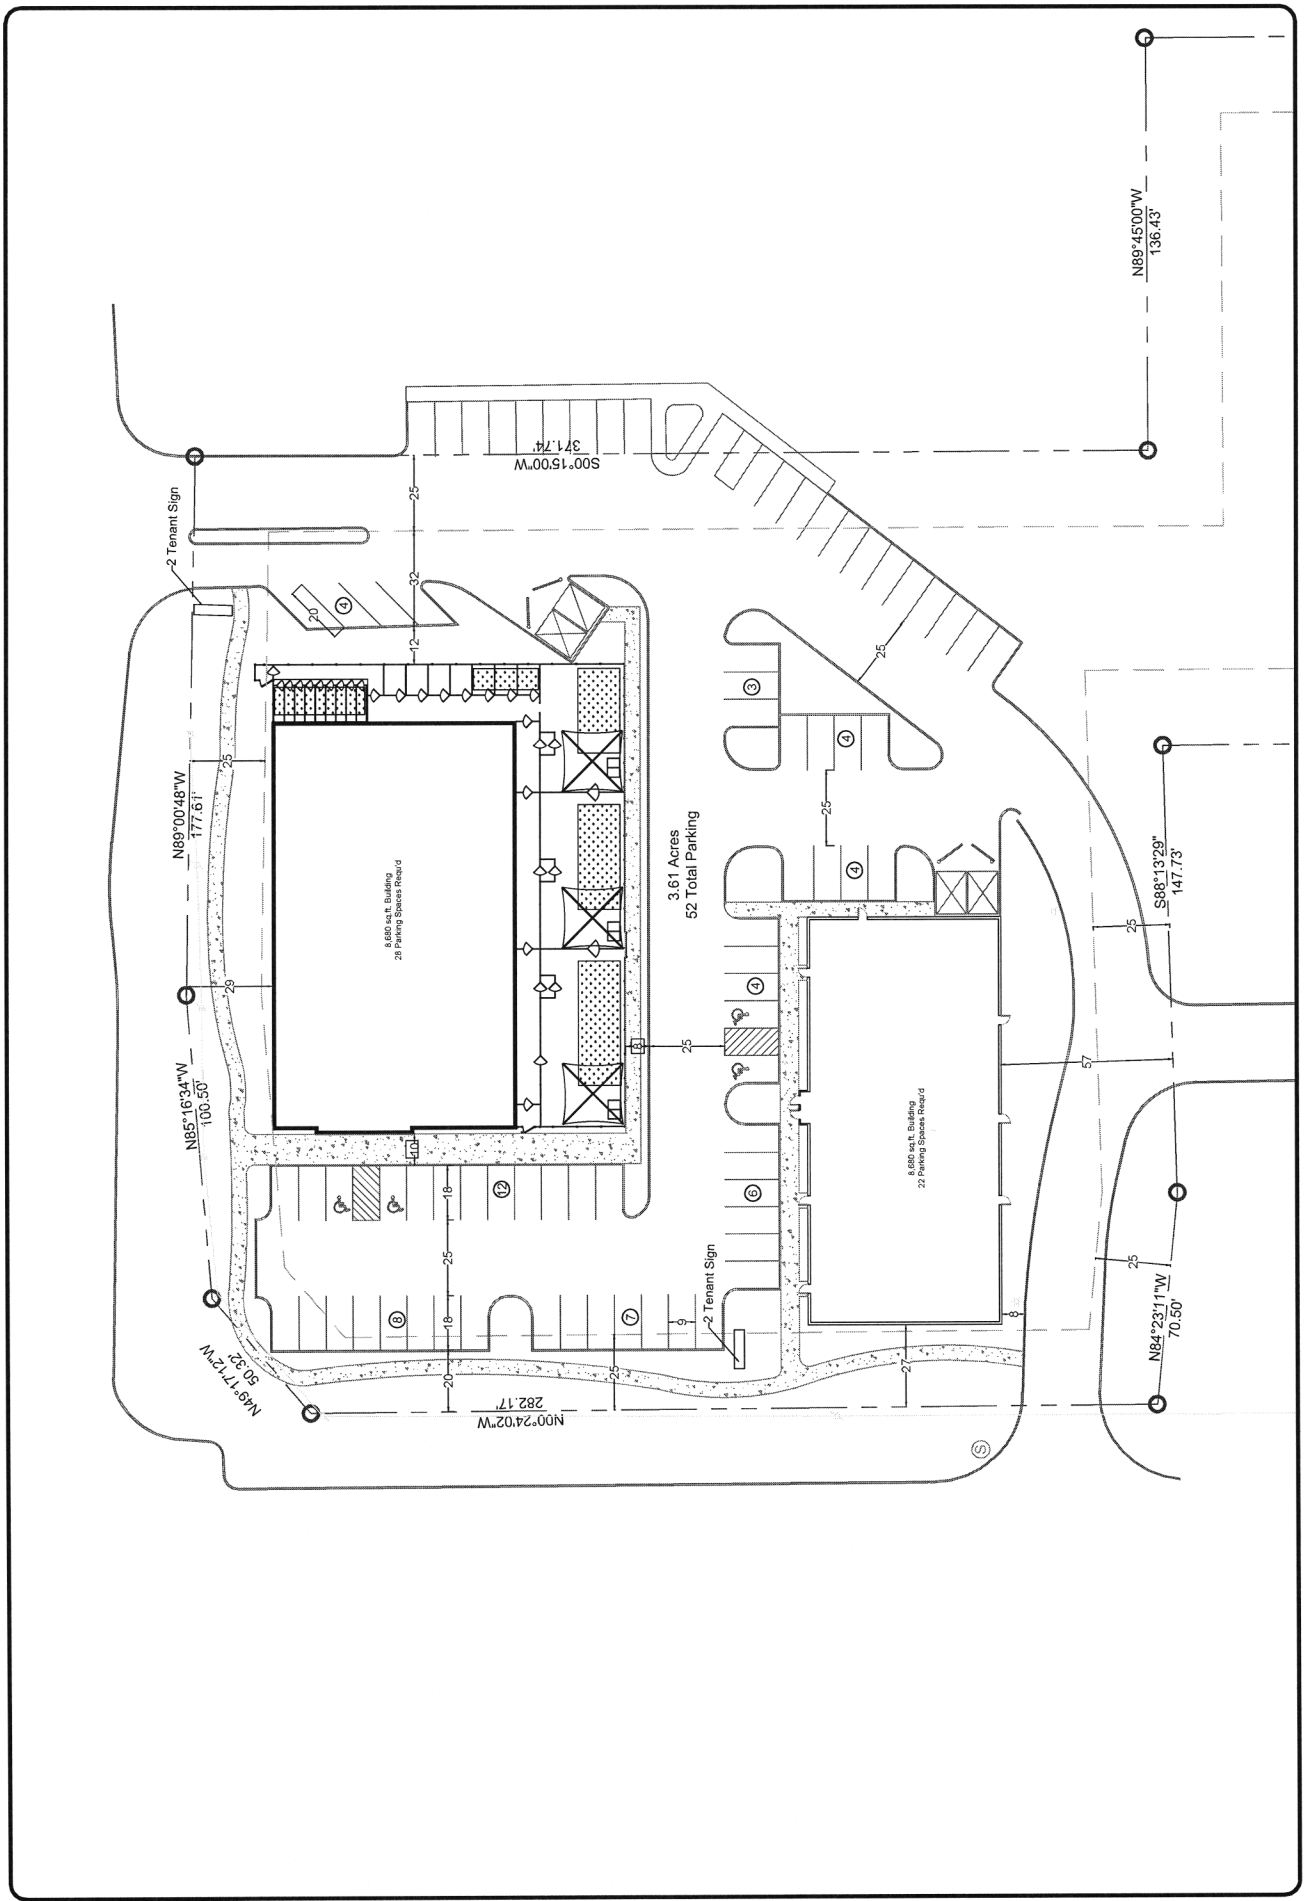 N89°45'00"W
136.43'
S00°15'00"W
371.74'
2 Tenant Sign
25
32
12
20
4
25
N89°00'48"W
177.61'
25
29
8,680 sq.ft. Building
28 Parking Spaces Requ'd
3.61 Acres
52 Total Parking
3
4
25
4
4
8
25
N85°16'34"W
100.50'
10
18
12
25
18
8
7
9
20
25
6
2 Tenant Sign
8,680 sq.ft. Building
22 Parking Spaces Requ'd
S88°13'29"
147.73'
25
57
25
8
27
N84°23'11"W
70.50'
N49°17'12"W
50.32'
N00°24'02"W
282.17'
S